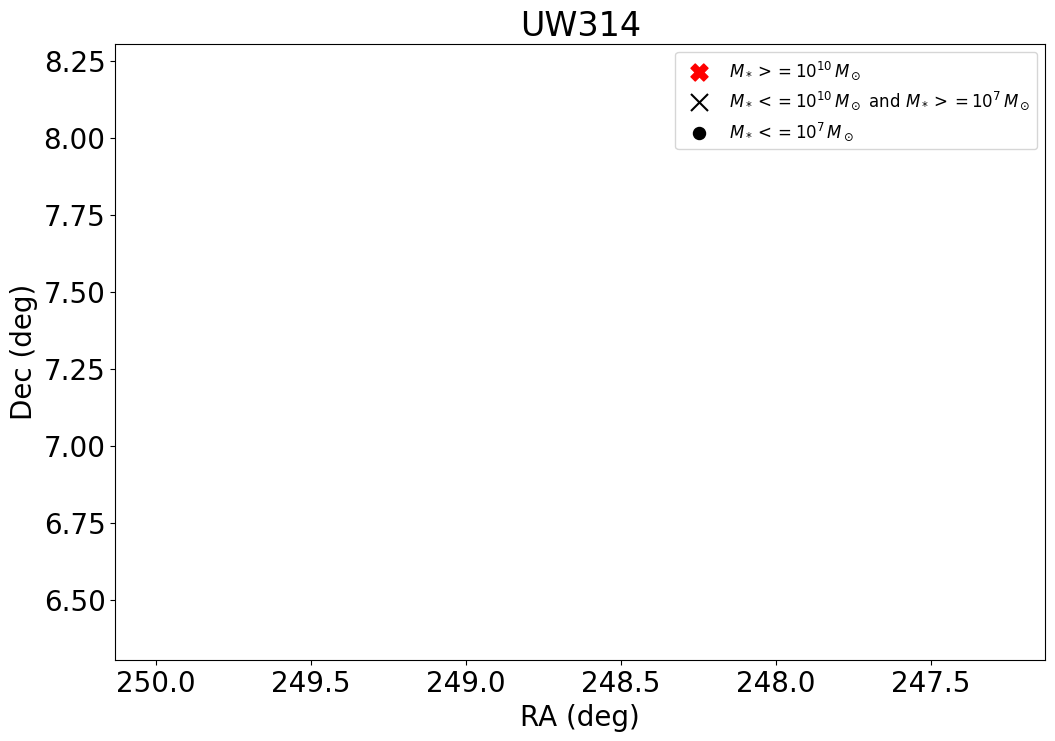 UW314
M* >= 10^10 M⊙
M* <= 10^10 M⊙ and M* >= 10^7 M⊙
M* <= 10^7 M⊙
8.25
8.00
7.75
7.50
7.25
7.00
6.75
6.50
Dec (deg)
250.0 249.5 249.0 248.5 248.0 247.5
RA (deg)